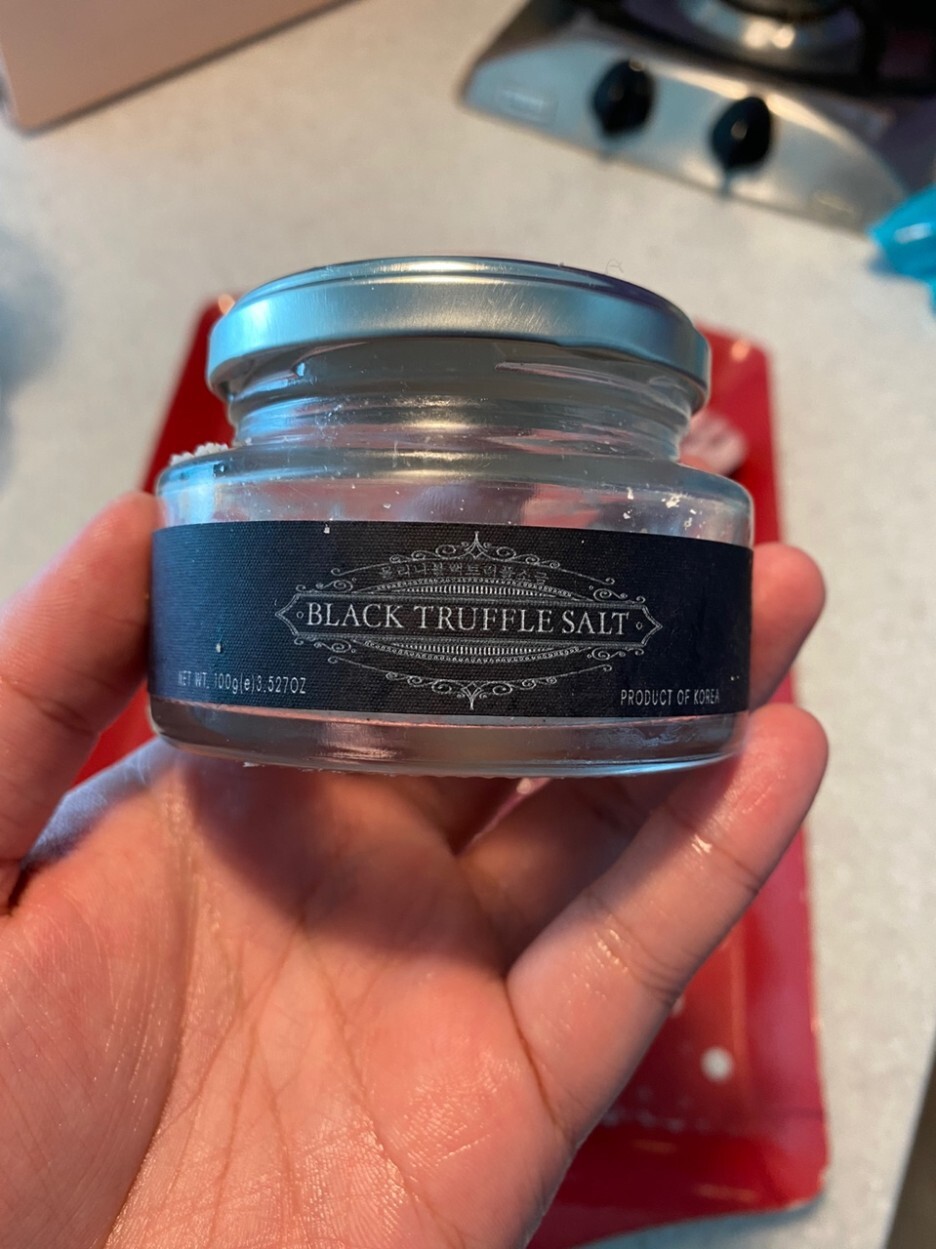 BLACK TRUFFLE SALT
NET WT. 100g(e)3.527OZ
PRODUCT OF KOREA